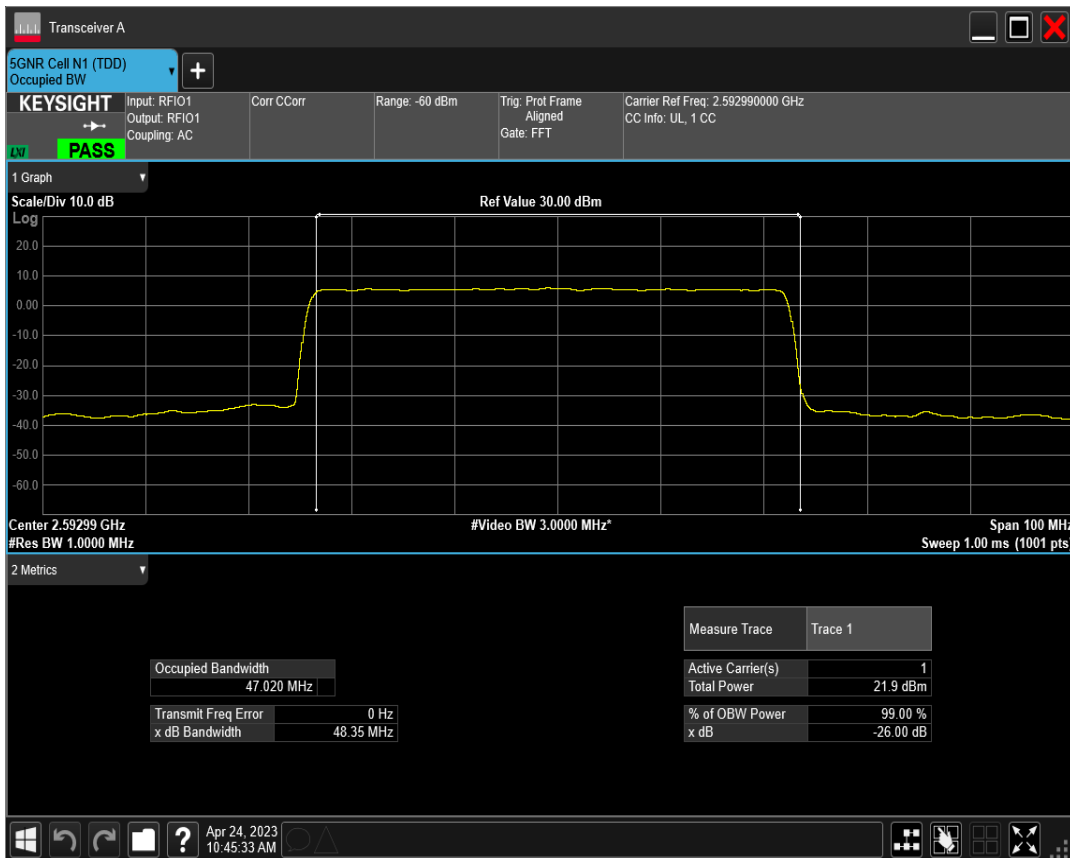 Transceiver A
5GNR Cell N1 (TDD)
Occupied BW
+
KEYSIGHT
LXI
PASS
Input: RFIO1
Output: RFIO1
Coupling: AC
Corr CCorr
Range: -60 dBm
Trig: Prot Frame
Aligned
Gate: FFT
Carrier Ref Freq: 2.592990000 GHz
CC Info: UL, 1 CC
1 Graph
Scale/Div 10.0 dB
Ref Value 30.00 dBm
Log
20.0
10.0
0.00
-10.0
-20.0
-30.0
-40.0
-50.0
-60.0
Center 2.59299 GHz
#Video BW 3.0000 MHz*
Span 100 MHz
#Res BW 1.0000 MHz
Sweep 1.00 ms (1001 pts)
2 Metrics
Measure Trace Trace 1
Occupied Bandwidth
47.020 MHz
Active Carrier(s) 1
Total Power 21.9 dBm
Transmit Freq Error 0 Hz
x dB Bandwidth 48.35 MHz
% of OBW Power 99.00 %
x dB -26.00 dB
?
Apr 24, 2023
10:45:33 AM